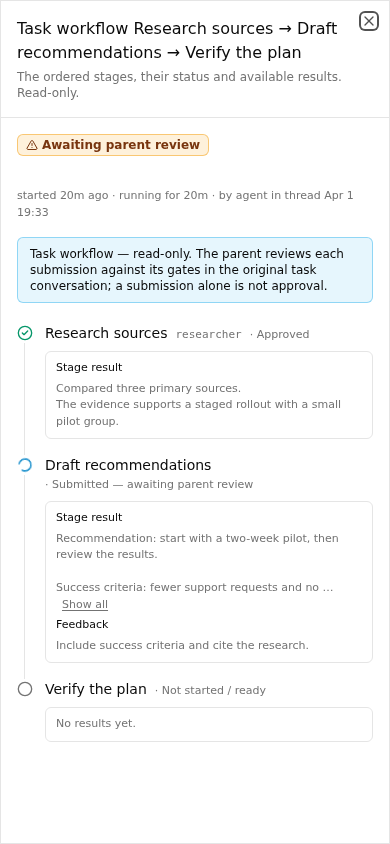 Task workflow Research sources → Draft
recommendations → Verify the plan
The ordered stages, their status and available results.
Read-only.
Awaiting parent review
started 20m ago · running for 20m · by agent in thread Apr 1
19:33
Task workflow — read-only. The parent reviews each
submission against its gates in the original task
conversation; a submission alone is not approval.
Research sources researcher · Approved
Stage result
Compared three primary sources.
The evidence supports a staged rollout with a small
pilot group.
Draft recommendations
· Submitted — awaiting parent review
Stage result
Recommendation: start with a two-week pilot, then
review the results.
Success criteria: fewer support requests and no …
Show all
Feedback
Include success criteria and cite the research.
Verify the plan · Not started / ready
No results yet.